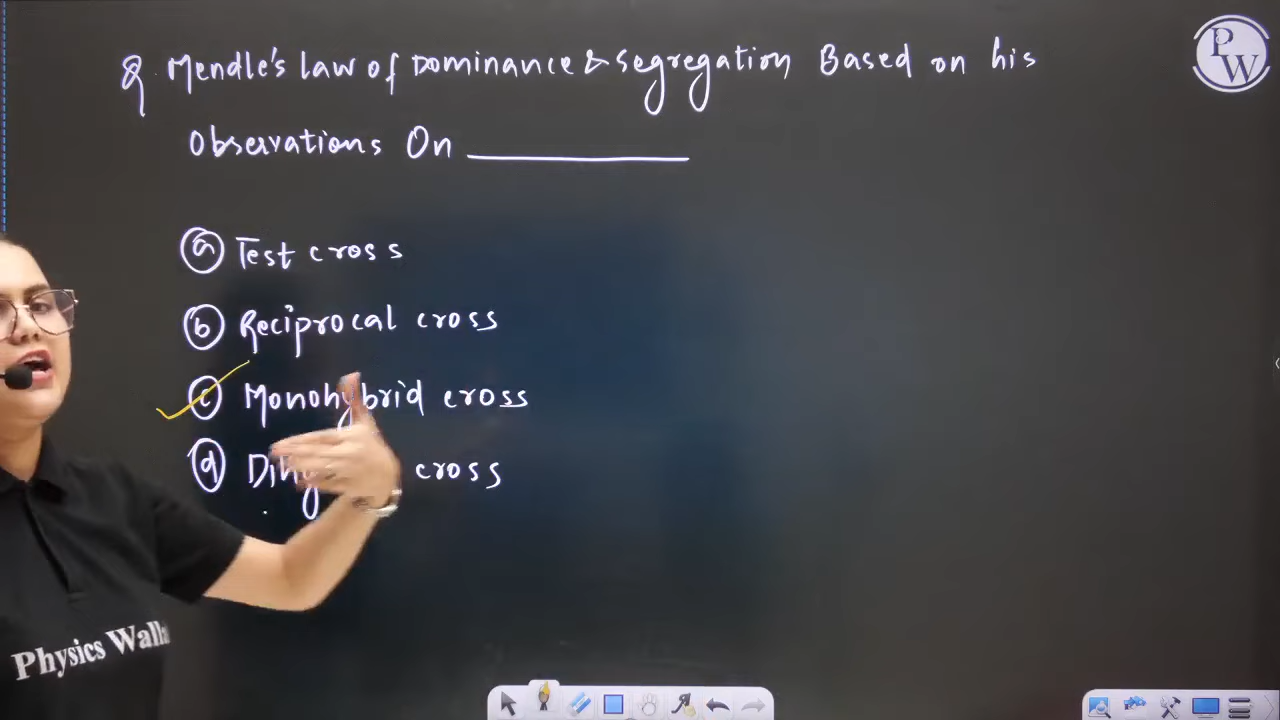 Q. Mendle's law of Dominance & segregation Based on his
Observations On ____________
(a) Test cross
(b) Reciprocal cross
(c) Monohybrid cross
(d) cross
PW
Physics Walla